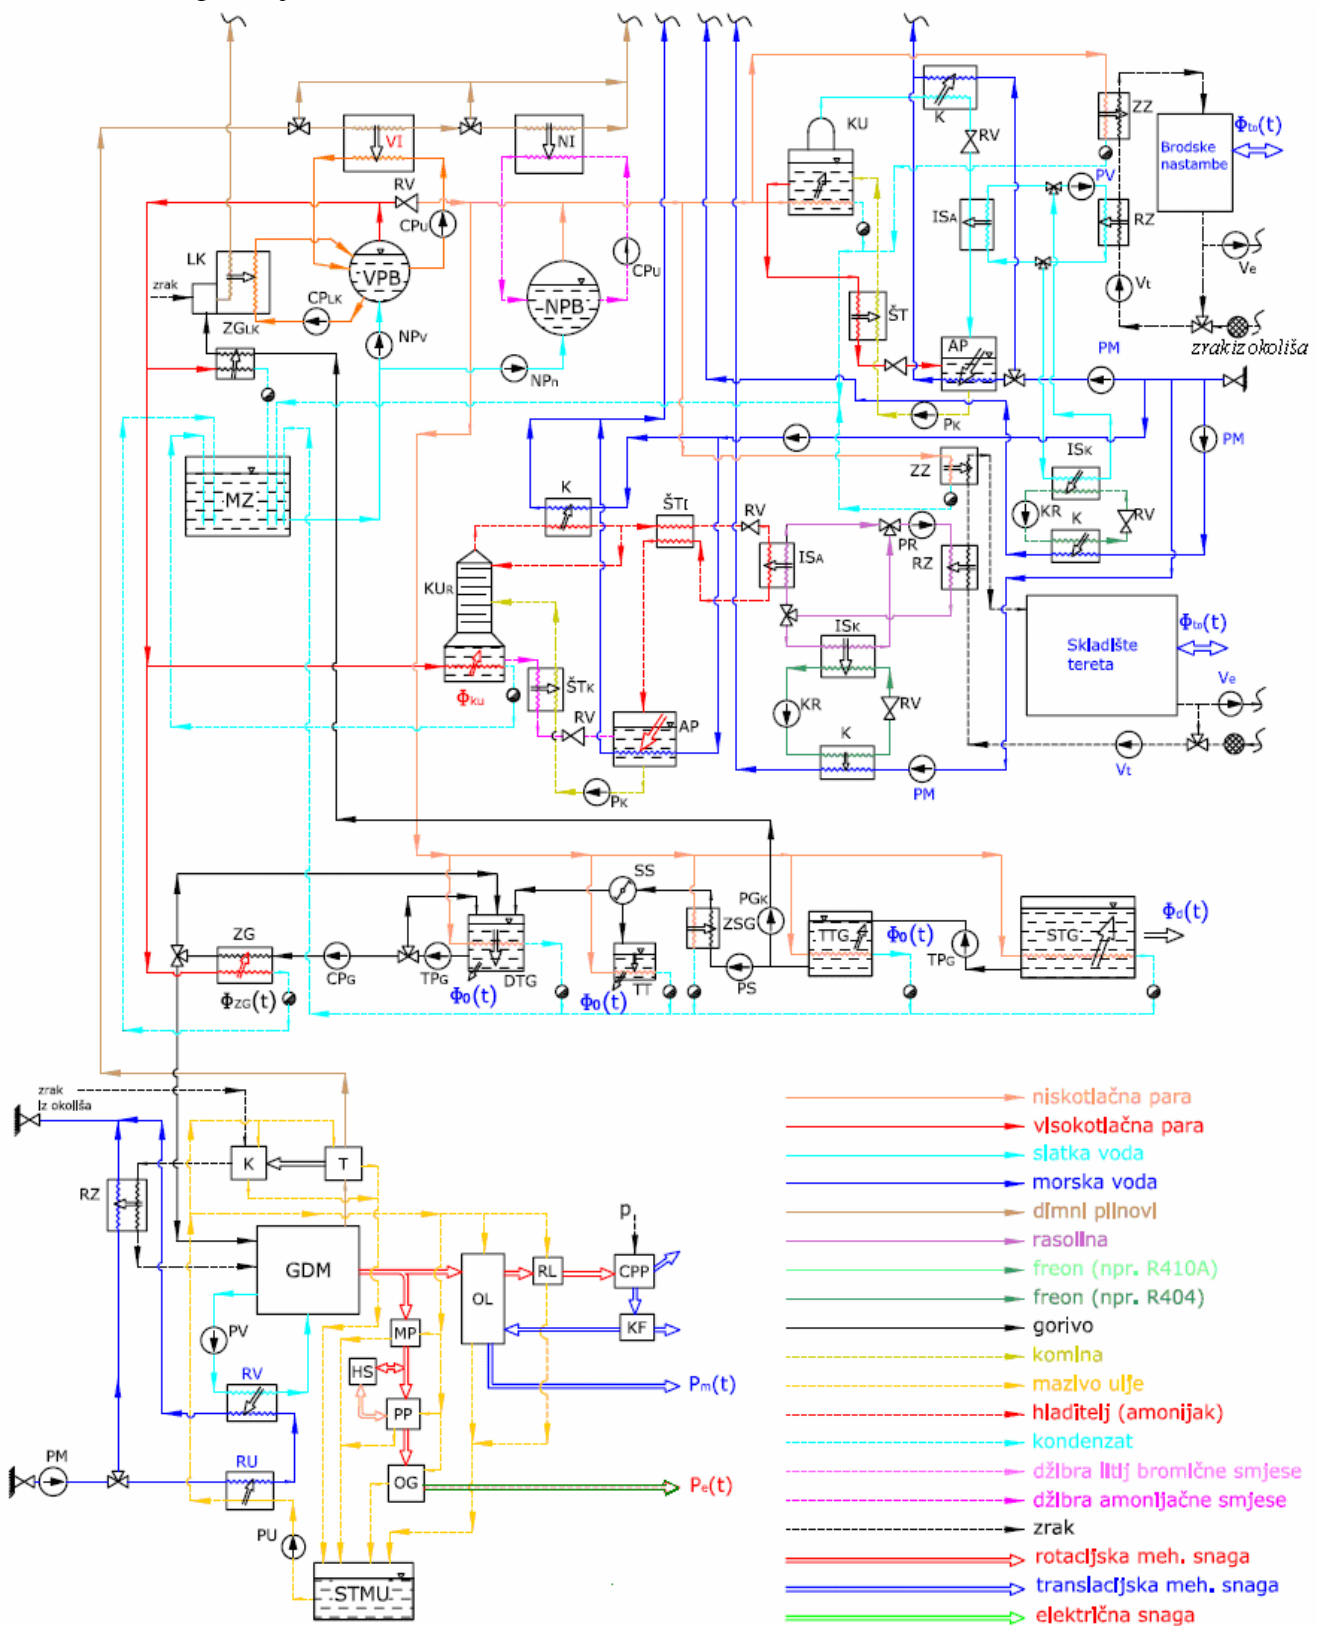 KU
K
RV
ZZ
Φto(t)
Brodske
nastambe
VI
NI
RV
PV
ISA
RZ
CPU
LK
VPB
Ve
zrak
CPLK
NPB
CPU
Vt
ZGLK
NPV
ŠT
AP
PM
zrak iz okoliša
NPn
PK
PM
ZZ
ISK
MZ
K
ŠTI
RV
KR
RV
K
PR
ISA
RZ
KUR
ISK
Φto(t)
Skladište
tereta
Φku
ŠTK
Ve
RV
AP
KR
RV
K
Vt
PK
PM
SS
PGK
Φd(t)
ZG
ZSG
TTG
Φ0(t)
STG
CPG
TPG
DTG
TT
PS
TPG
ΦZG(t)
Φ0(t)
Φ0(t)
zrak
iz okoliša
niskotlačna para
visokotlačna para
slatka voda
K
T
morska voda
RZ
dimni plinovi
p
rasolina
GDM
RL
CPP
freon (npr. R410A)
OL
freon (npr. R404)
PV
MP
KF
gorivo
HS
komina
RV
Pm(t)
mazivo ulje
PP
hladitelj (amonijak)
PM
RU
kondenzat
OG
Pe(t)
džibra litij bromične smjese
džibra amonijačne smjese
PU
zrak
rotacijska meh. snaga
STMU
translacijska meh. snaga
električna snaga